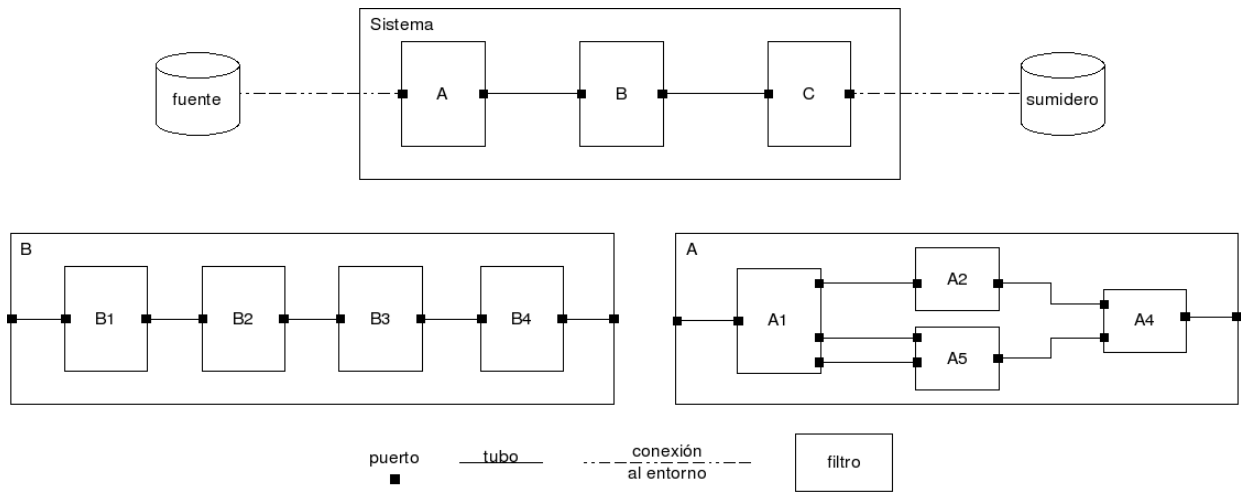 Sistema
fuente
A
B
C
sumidero
B
B1
B2
B3
B4
A
A1
A2
A5
A4
puerto
tubo
conexión
al entorno
filtro